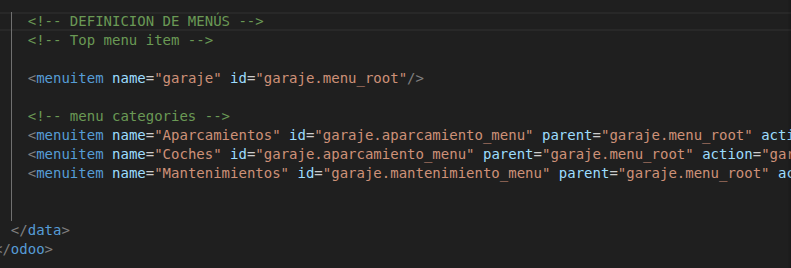 <!-- DEFINICION DE MENÚS -->
<!-- Top menu item -->
<menuitem name="garaje" id="garaje.menu_root"/>
<!-- menu categories -->
<menuitem name="Aparcamientos" id="garaje.aparcamiento_menu" parent="garaje.menu_root" acti
<menuitem name="Coches" id="garaje.aparcamiento_menu" parent="garaje.menu_root" action="gar
<menuitem name="Mantenimientos" id="garaje.mantenimiento_menu" parent="garaje.menu_root" ac
</data>
</odoo>